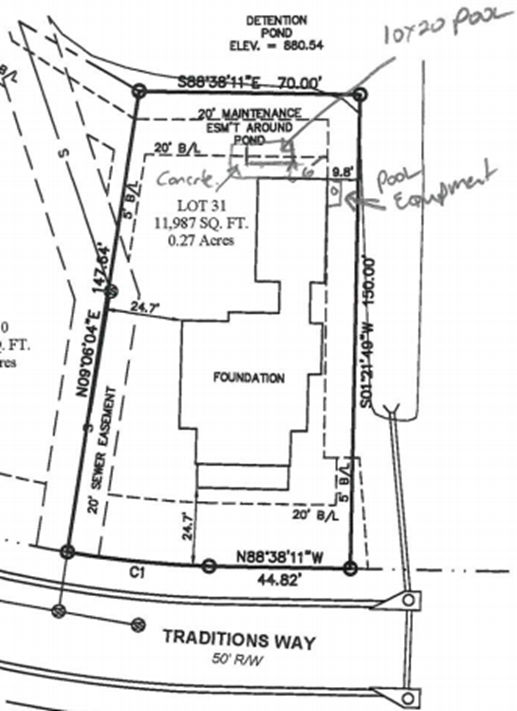 DETENTION
POND
ELEV. = 880.54
10x20 POOL
S88°38'11"E 70.00'
B/L
20' MAINTENANCE
ESM'T AROUND
POND
20' B/L
S
6'
9.8'
Concrete
Pool
Equipment
5' B/L
LOT 31
11,987 SQ. FT.
0.27 Acres
147.64'
24.7'
S01°21'49"W 150.00'
0
Q. FT.
res
N09°06'04"E
FOUNDATION
S
20' SEWER EASEMENT
5' B/L
20' B/L
24.7'
N88°38'11"W
C1
44.82'
TRADITIONS WAY
50' R/W